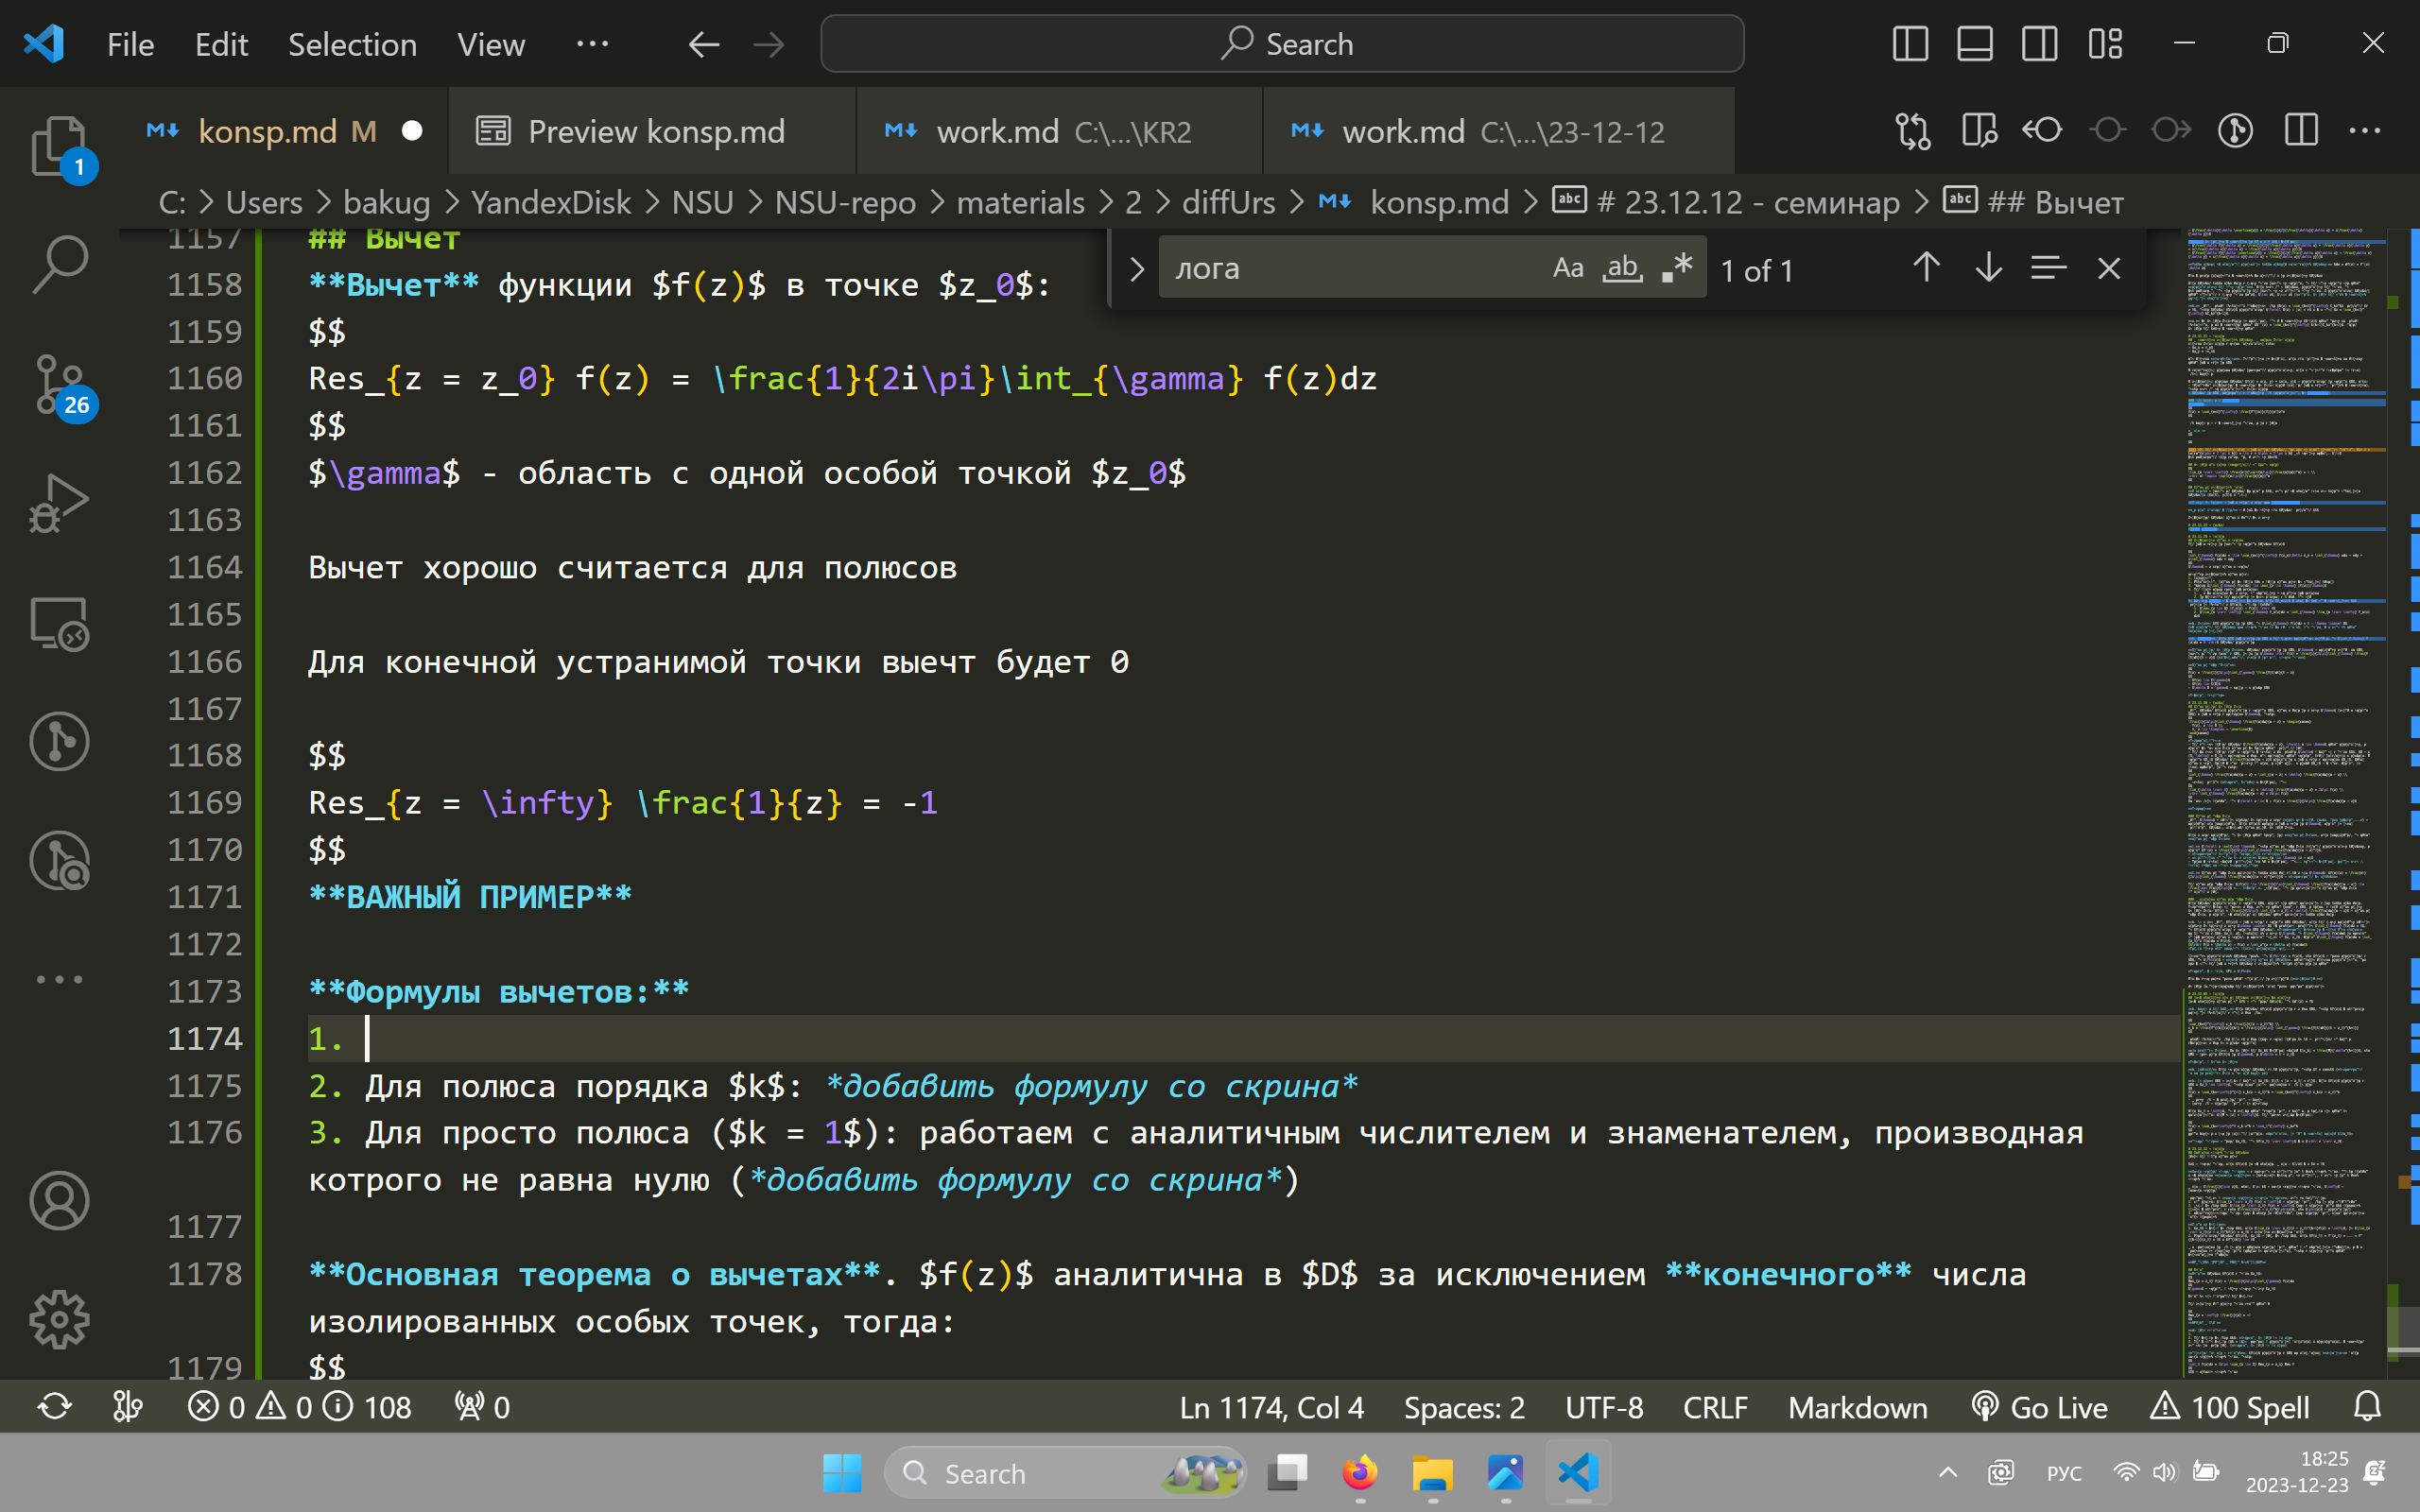 File Edit Selection View ··· Search
konsp.md M Preview konsp.md work.md C:\...\KR2 work.md C:\...\23-12-12
C: > Users > bakug > YandexDisk > NSU > NSU-repo > materials > 2 > diffUrs > konsp.md > # 23.12.12 - семинар > ## Вычет
1
26
лога Aa ab .* 1 of 1
1157 ## Вычет
1158 **Вычет** функции $f(z)$ в точке $z_0$:
1159 $$
1160 Res_{z = z_0} f(z) = \frac{1}{2i\pi}\int_{\gamma} f(z)dz
1161 $$
1162 $\gamma$ - область с одной особой точкой $z_0$
1163
1164 Вычет хорошо считается для полюсов
1165
1166 Для конечной устранимой точки выечт будет 0
1167
1168 $$
1169 Res_{z = \infty} \frac{1}{z} = -1
1170 $$
1171 **ВАЖНЫЙ ПРИМЕР**
1172
1173 **Формулы вычетов:**
1174 1.
1175 2. Для полюса порядка $k$: *добавить формулу со скрина*
1176 3. Для просто полюса ($k = 1$): работаем с аналитичным числителем и знаменателем, производная
котрого не равна нулю (*добавить формулу со скрина*)
1177
1178 **Основная теорема о вычетах**. $f(z)$ аналитична в $D$ за исключением **конечного** числа
изолированных особых точек, тогда:
1179 $$
0 0 108 0 Ln 1174, Col 4 Spaces: 2 UTF-8 CRLF Markdown Go Live 100 Spell
Search РУС 18:25
2023-12-23